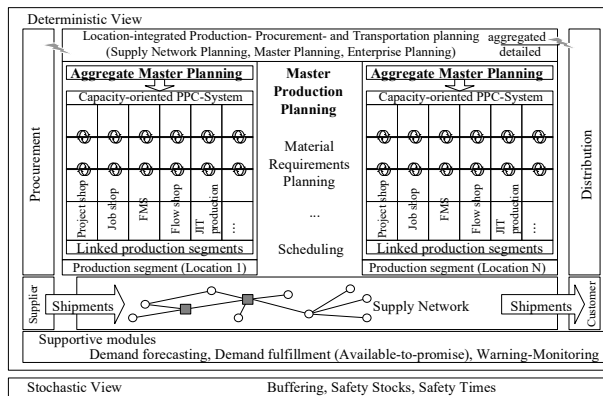 Deterministic View
Location-integrated Production- Procurement- and Transportation planning
(Supply Network Planning, Master Planning, Enterprise Planning)
aggregated
detailed
Procurement
Aggregate Master Planning
Capacity-oriented PPC-System
Project shop
Job shop
FMS
Flow shop
JIT
production
...
Linked production segments
Production segment (Location 1)
Master
Production
Planning
Material
Requirements
Planning
...
Scheduling
Aggregate Master Planning
Capacity-oriented PPC-System
Project shop
Job shop
FMS
Flow shop
JIT
production
...
Linked production segments
Production segment (Location N)
Distribution
Supplier
Shipments
Supply Network
Shipments
Customer
Supportive modules
Demand forecasting, Demand fulfillment (Available-to-promise), Warning-Monitoring
Stochastic View
Buffering, Safety Stocks, Safety Times